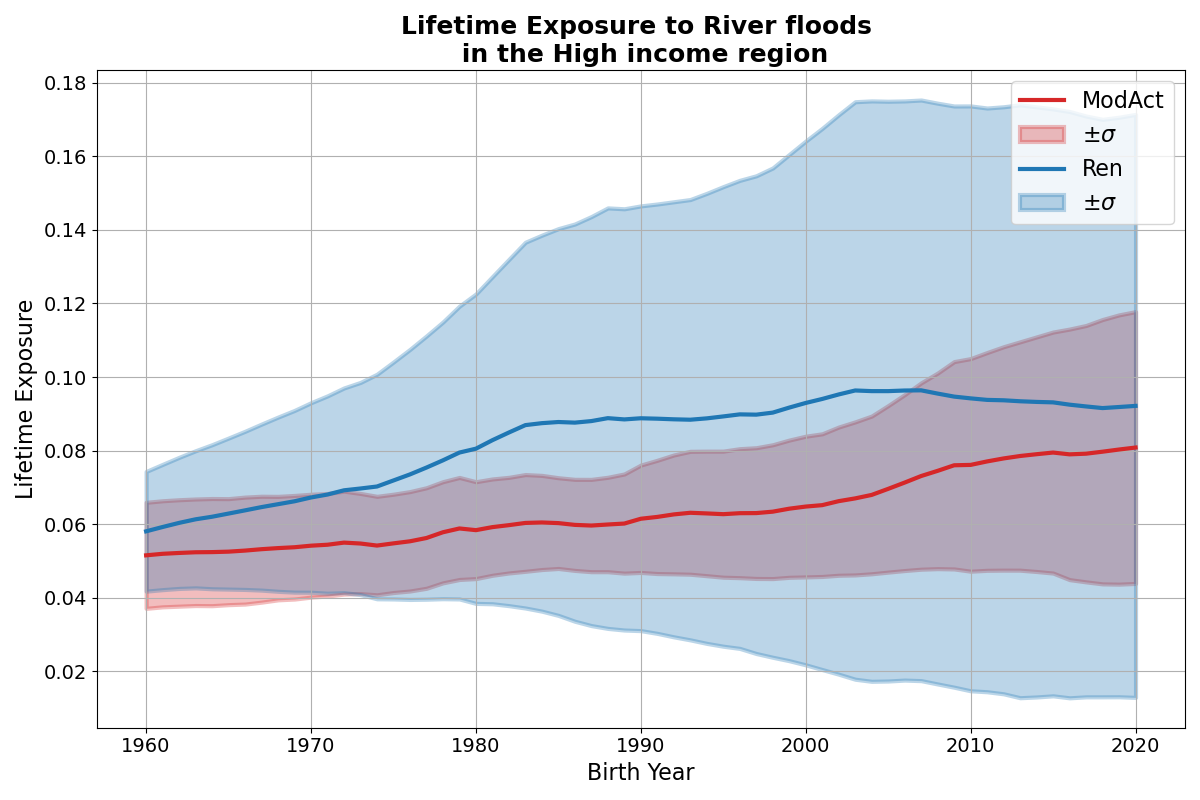 Lifetime Exposure to River floods
in the High income region
Lifetime Exposure
0.18
0.16
0.14
0.12
0.10
0.08
0.06
0.04
0.02
1960 1970 1980 1990 2000 2010 2020
Birth Year
ModAct
±σ
Ren
±σ